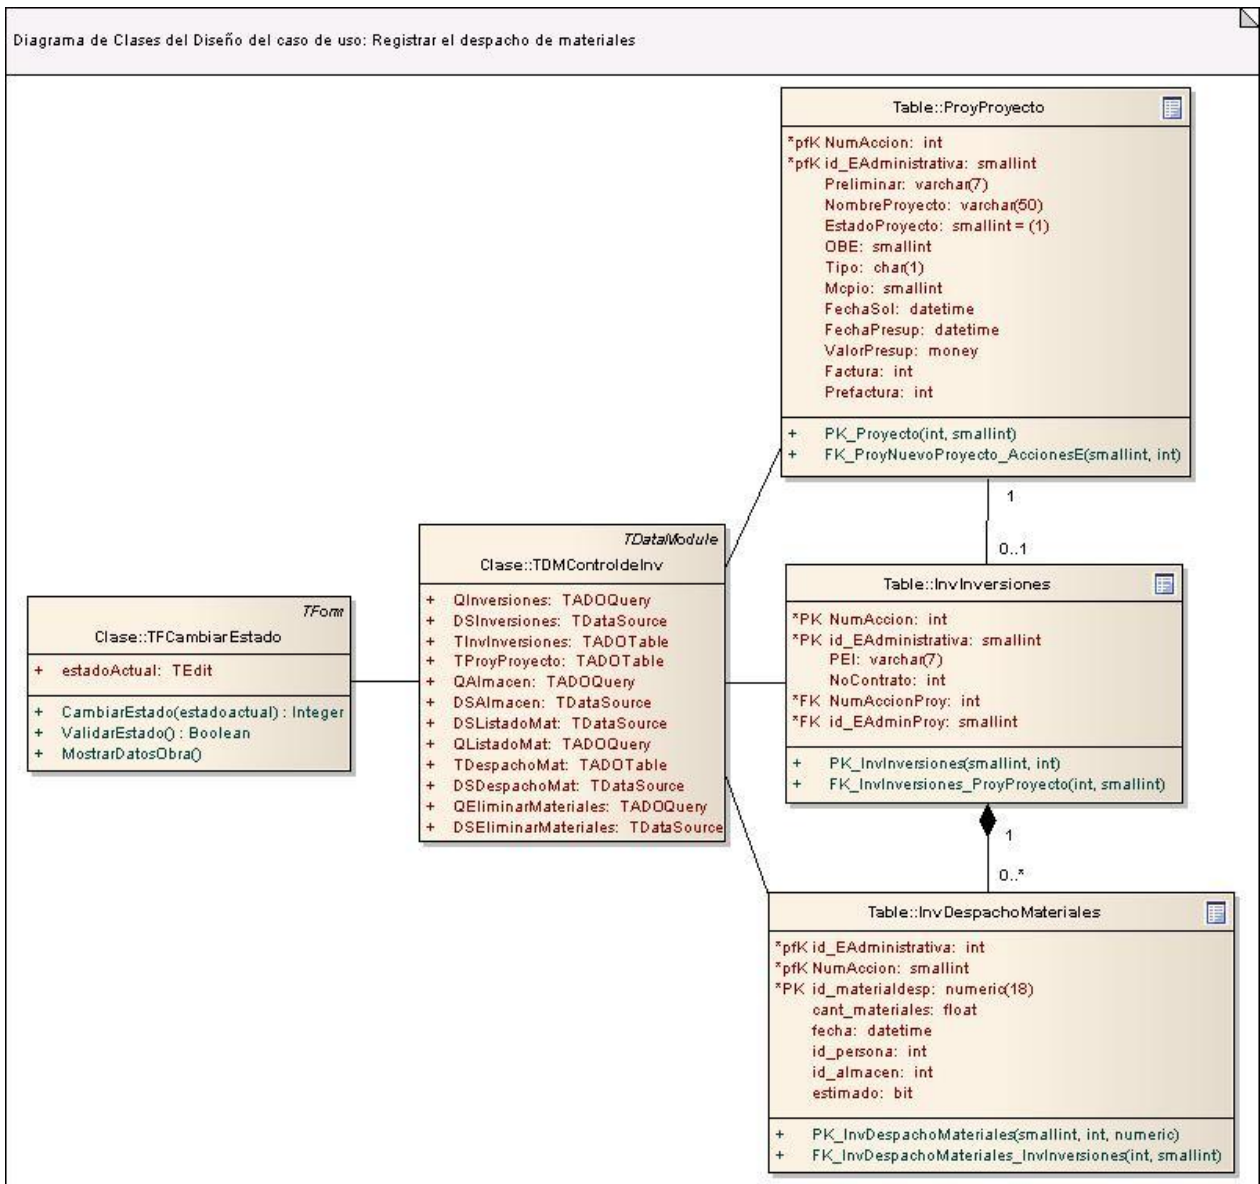 Diagrama de Clases del Diseño del caso de uso: Registrar el despacho de materiales
Table::ProyProyecto
*pfK NumAccion: int
*pfK id_EAdministrativa: smallint
Preliminar: varchar(7)
NombreProyecto: varchar(50)
EstadoProyecto: smallint = (1)
OBE: smallint
Tipo: char(1)
Mcpio: smallint
FechaSol: datetime
FechaPresup: datetime
ValorPresup: money
Factura: int
Prefactura: int
+ PK_Proyecto(int, smallint)
+ FK_ProyNuevoProyecto_AccionesE(smallint, int)
1
0..1
TForm
Clase::TFCambiarEstado
+ estadoActual: TEdit
+ CambiarEstado(estadoactual) : Integer
+ ValidarEstado() : Boolean
+ MostrarDatosObra()
TDataModule
Clase::TDMControldeInv
+ QInversiones: TADOQuery
+ DSInversiones: TDataSource
+ TInvInversiones: TADOTable
+ TProyProyecto: TADOTable
+ QAlmacen: TADOQuery
+ DSAlmacen: TDataSource
+ DSListadoMat: TDataSource
+ QListadoMat: TADOQuery
+ TDespachoMat: TADOTable
+ DSDespachoMat: TDataSource
+ QEliminarMateriales: TADOQuery
+ DSEliminarMateriales: TDataSource
Table::InvInversiones
*PK NumAccion: int
*PK id_EAdministrativa: smallint
PEI: varchar(7)
NoContrato: int
*FK NumAccionProy: int
*FK id_EAdminProy: smallint
+ PK_InvInversiones(smallint, int)
+ FK_InvInversiones_ProyProyecto(int, smallint)
1
0..*
Table::InvDespachoMateriales
*pfK id_EAdministrativa: int
*pfK NumAccion: smallint
*PK id_materialdesp: numeric(18)
cant_materiales: float
fecha: datetime
id_persona: int
id_almacen: int
estimado: bit
+ PK_InvDespachoMateriales(smallint, int, numeric)
+ FK_InvDespachoMateriales_InvInversiones(int, smallint)